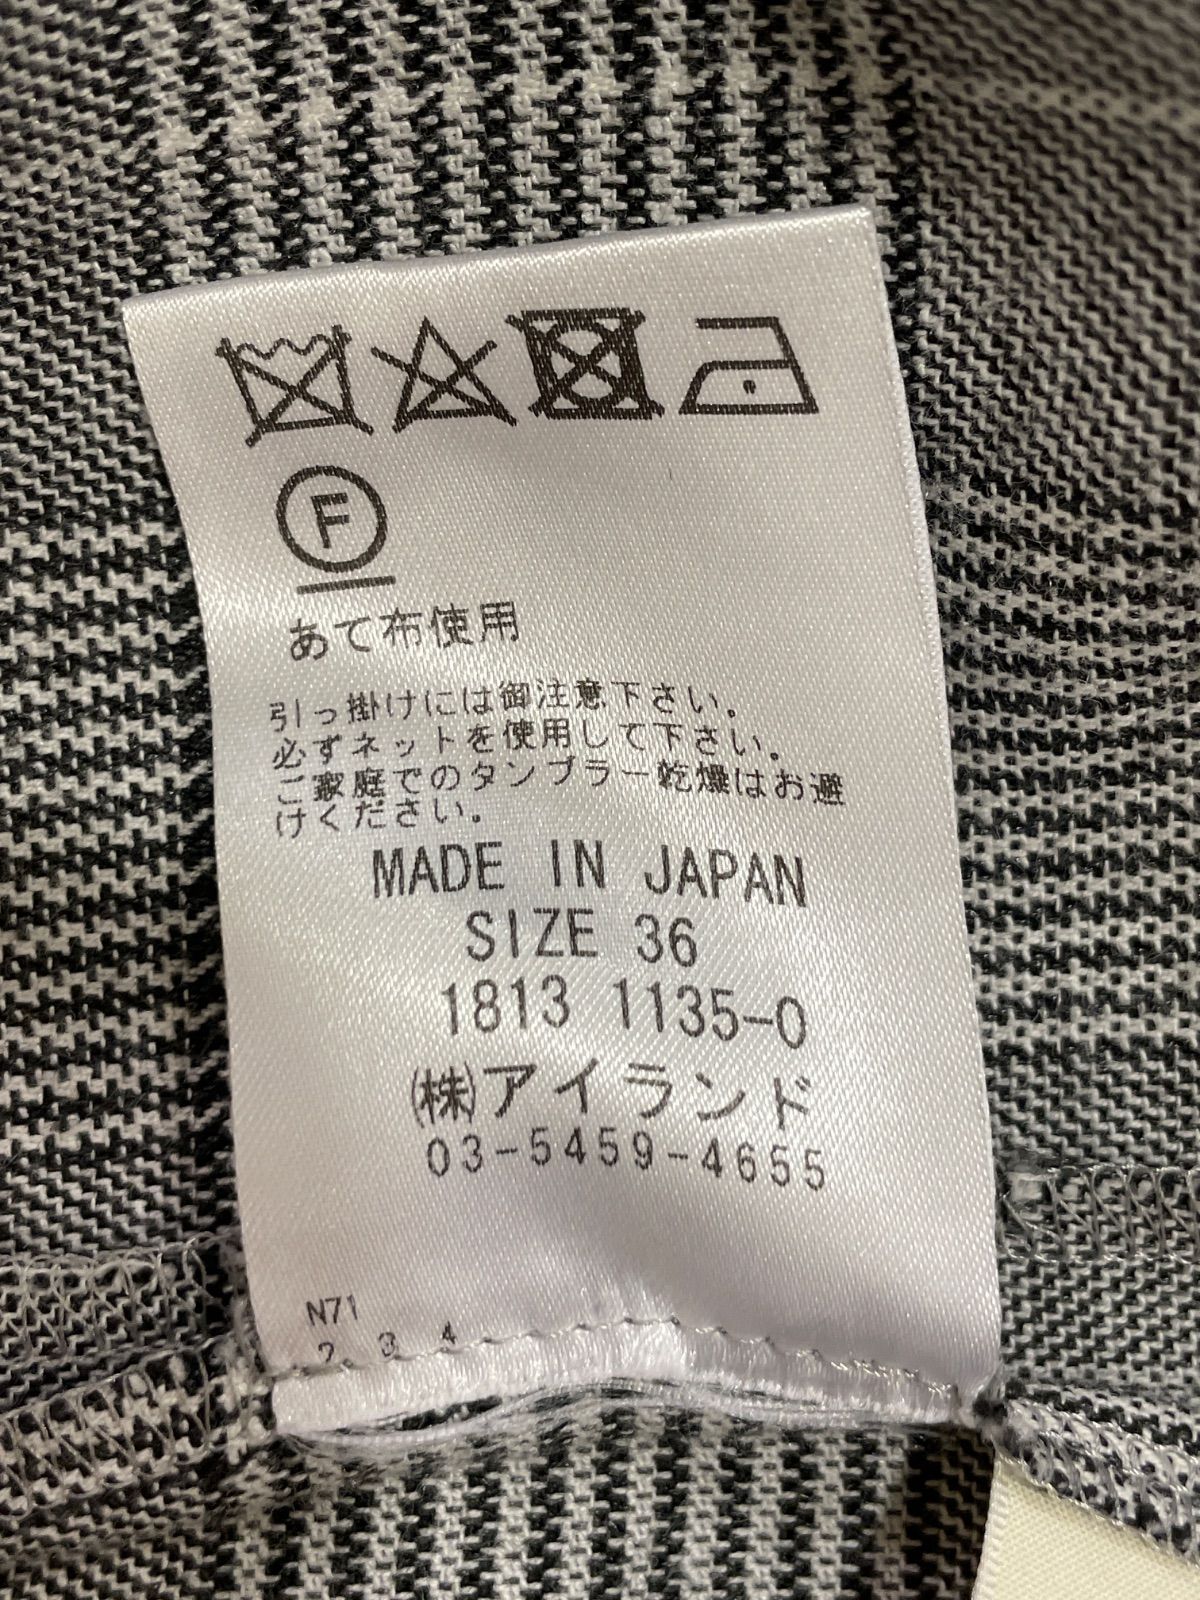 F
あて布使用
引っ掛けには御注意下さい。
必ずネットを使用して下さい。
ご家庭でのタンブラー乾燥はお避
けください。
MADE IN JAPAN
SIZE 36
1813 1135-0
(株)アイランド
03-5459-4655
N71
2 3 4